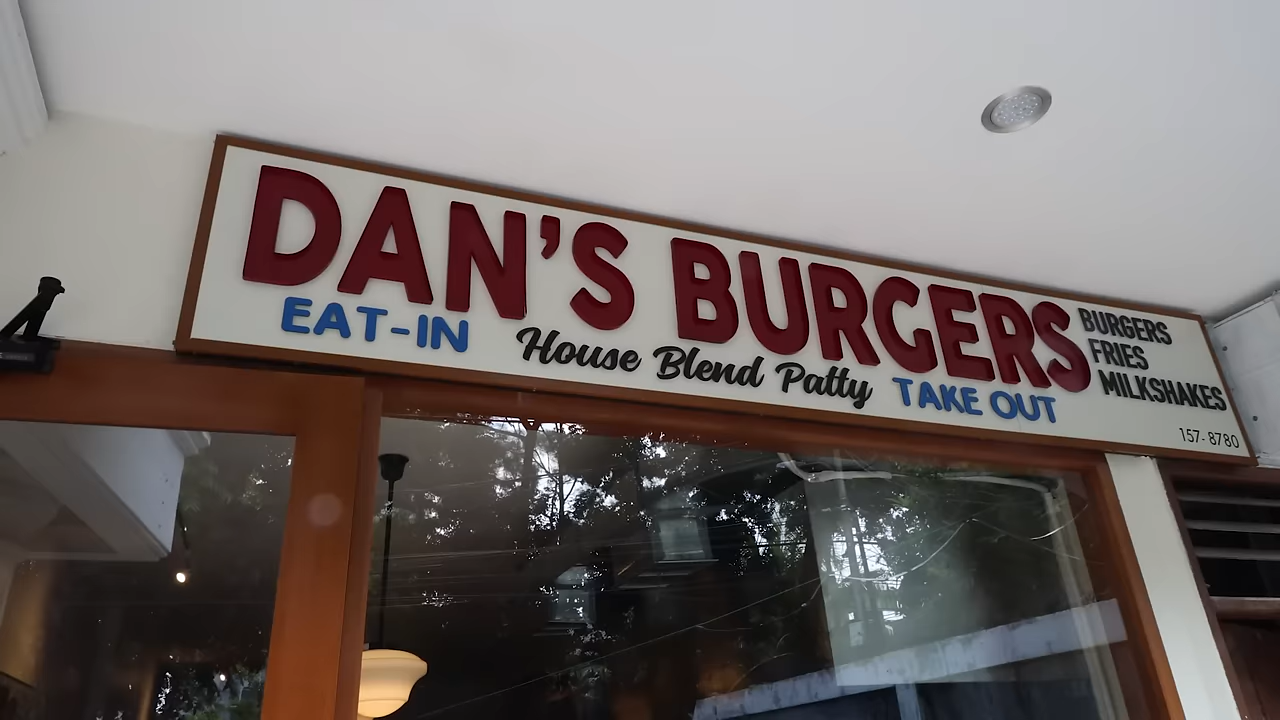 DAN'S BURGERS
EAT-IN
House Blend Patty
TAKE OUT
BURGERS
FRIES
MILKSHAKES
157-8780